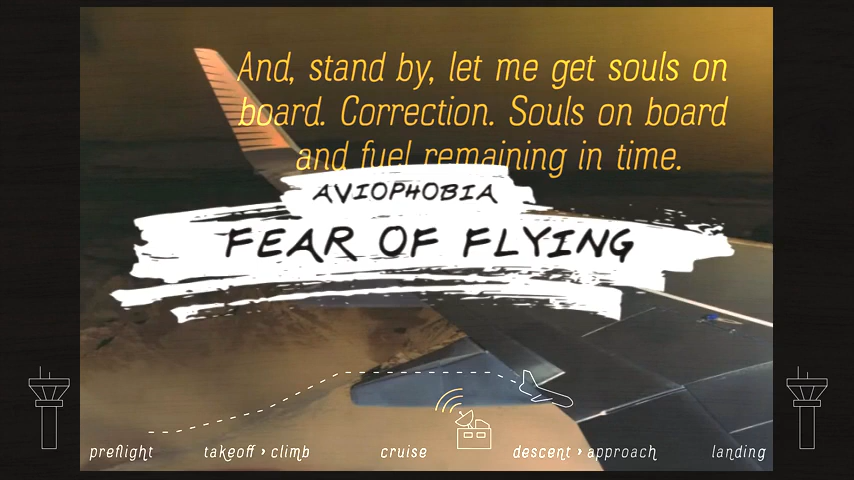 And, stand by, let me get souls on
board. Correction. Souls on board
and fuel remaining in time.
AVIOPHOBIA
FEAR OF FLYING
preflight takeoff › climb cruise descent › approach landing